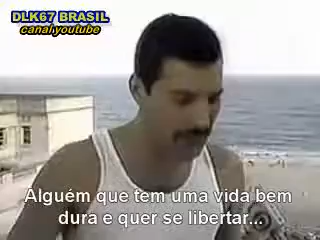 DLK67 BRASIL
canal.youtube
Alguém que tem uma vida bem
dura e quer se libertar...